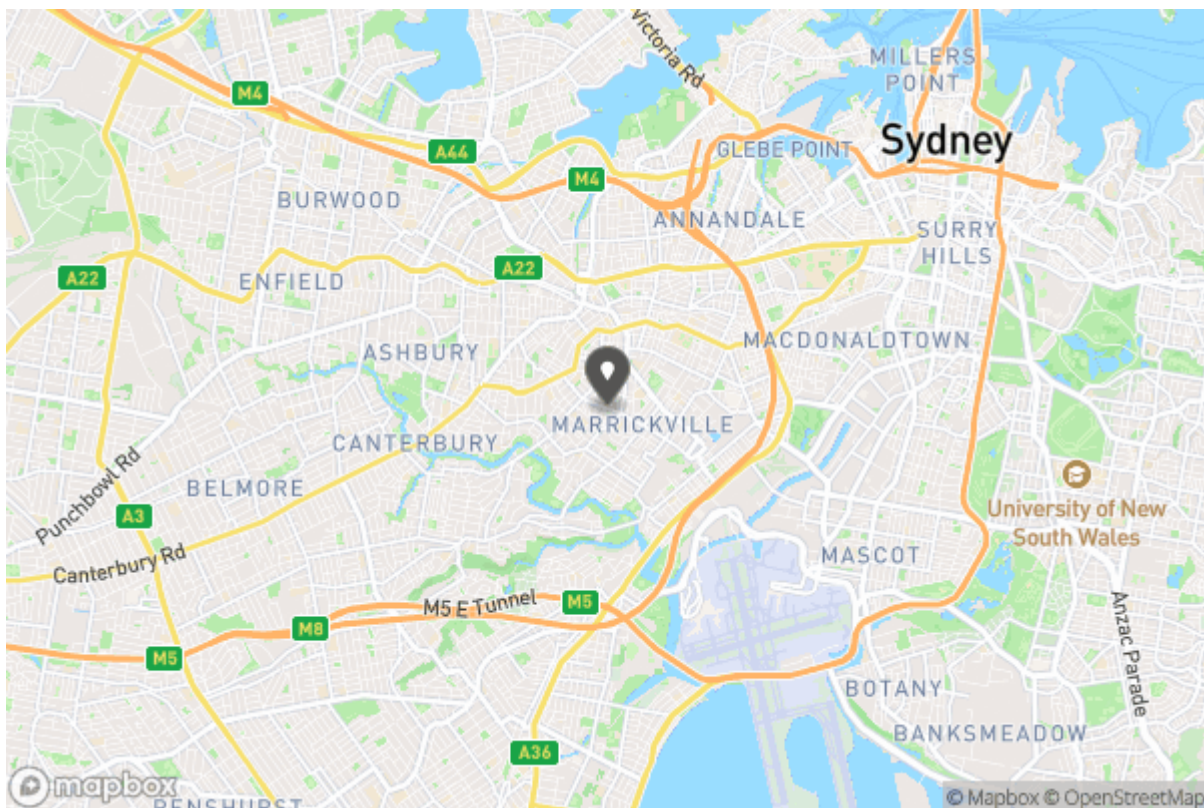 Victoria Rd
MILLERS
POINT
M4
Sydney
A44
GLEBE POINT
M4
BURWOOD
ANNANDALE
SURRY
HILLS
A22
A22
ENFIELD
MACDONALDTOWN
ASHBURY
MARRICKVILLE
CANTERBURY
Punchbowl Rd
BELMORE
University of New
South Wales
A3
Canterbury Rd
MASCOT
M5 E Tunnel
M5
M8
M5
Anzac Parade
BOTANY
BANKSMEADOW
A36
mapbox
PENSHURST
© Mapbox © OpenStreetMap